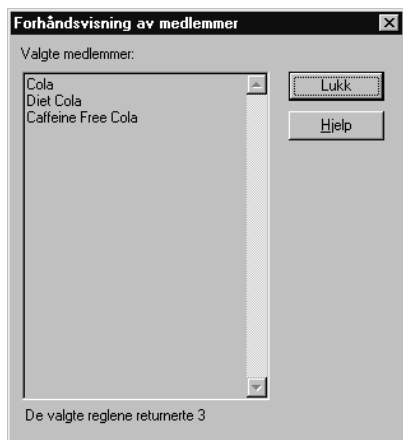 Forhåndsvisning av medlemmer
Valgte medlemmer:
Cola
Diet Cola
Caffeine Free Cola
Lukk
Hjelp
De valgte reglene returnerte 3